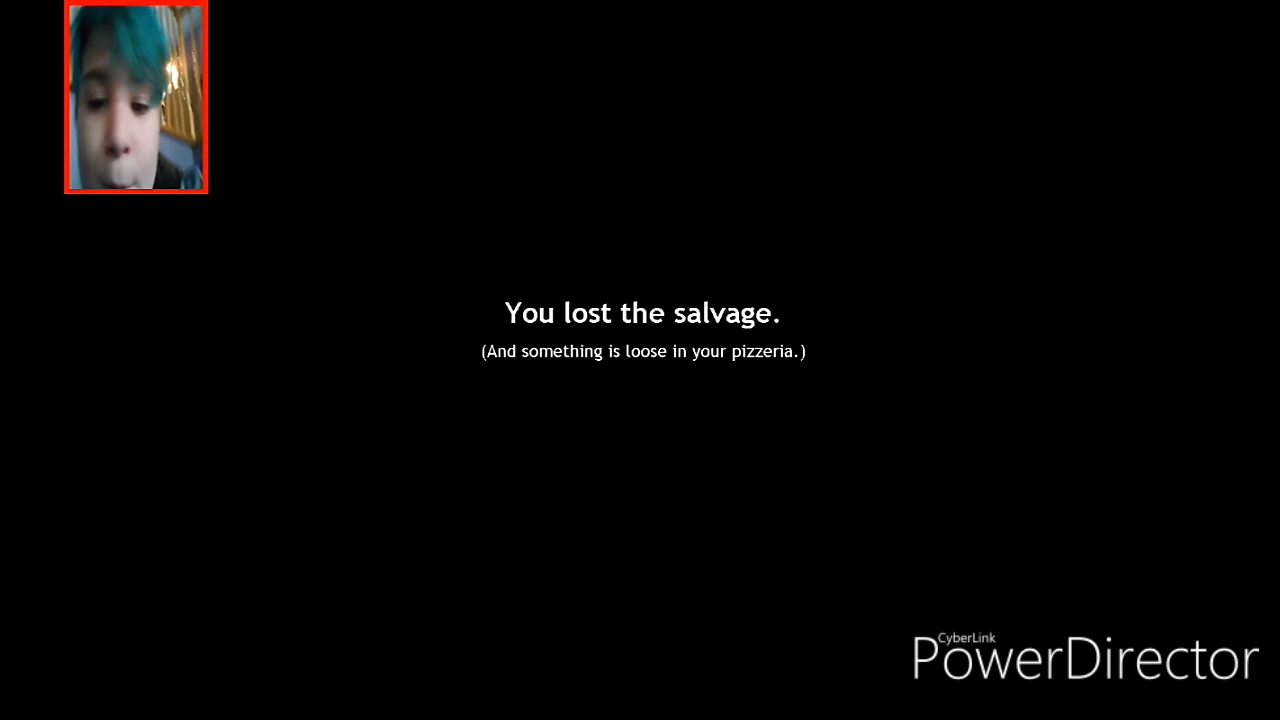 You lost the salvage.
(And something is loose in your pizzeria.)
CyberLink
PowerDirector